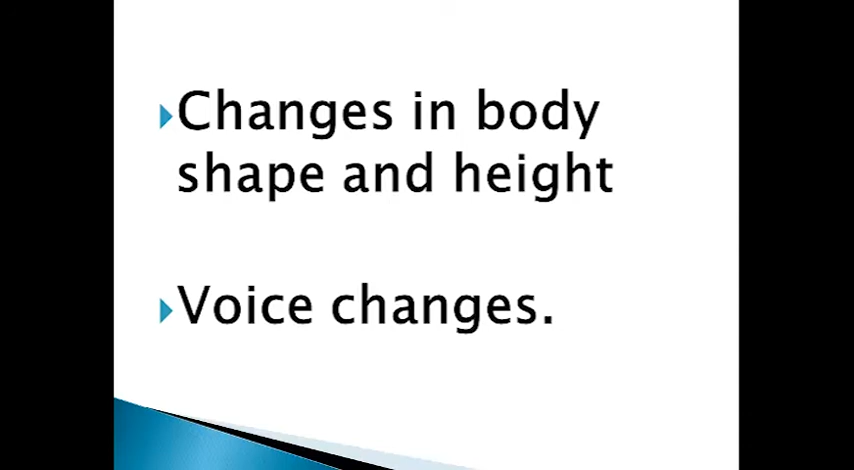 Changes in body
shape and height
Voice changes.